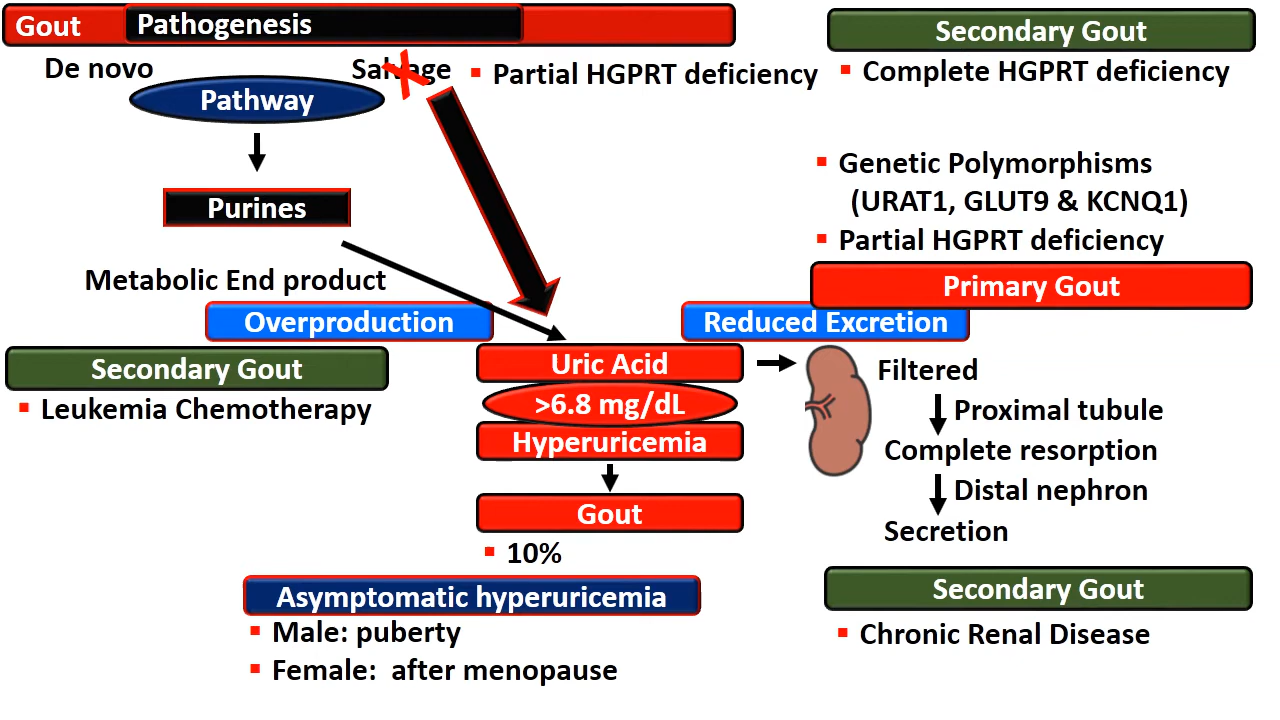 Gout
Pathogenesis
De novo
Salvage
Partial HGPRT deficiency
Pathway
Purines
Metabolic End product
Overproduction
Secondary Gout
Leukemia Chemotherapy
Uric Acid
>6.8 mg/dL
Hyperuricemia
Gout
10%
Asymptomatic hyperuricemia
Male: puberty
Female: after menopause
Secondary Gout
Complete HGPRT deficiency
Genetic Polymorphisms
(URAT1, GLUT9 & KCNQ1)
Partial HGPRT deficiency
Primary Gout
Reduced Excretion
Filtered
Proximal tubule
Complete resorption
Distal nephron
Secretion
Secondary Gout
Chronic Renal Disease